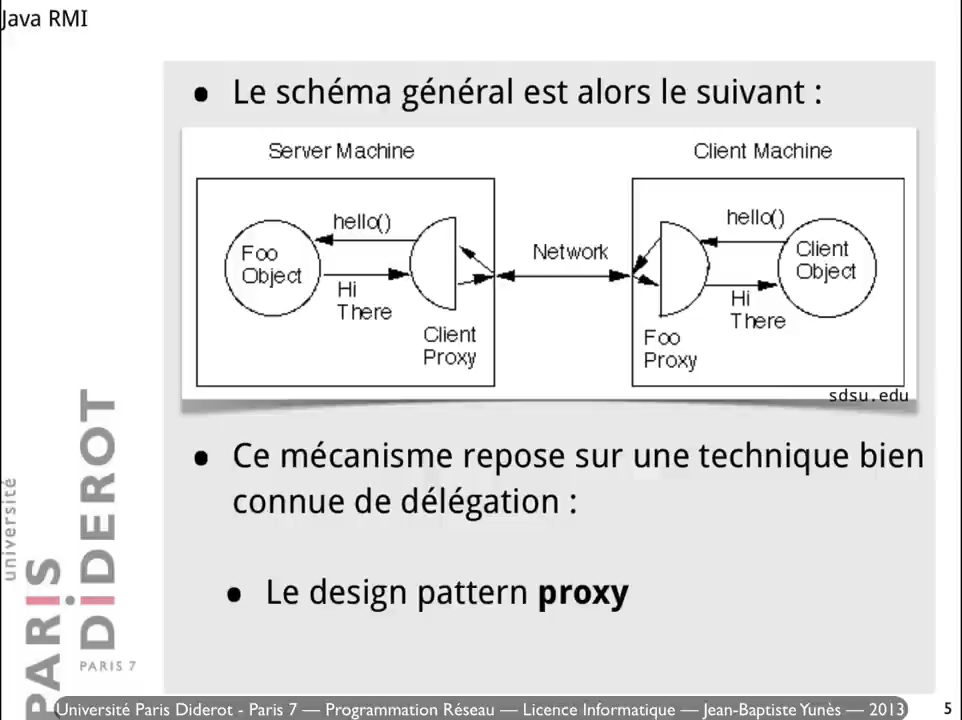 Java RMI
• Le schéma général est alors le suivant :
Server Machine
Client Machine
hello()
Foo
Object
Hi
There
Client
Proxy
Network
hello()
Client
Object
Hi
There
Foo
Proxy
sdsu.edu
• Ce mécanisme repose sur une technique bien
connue de délégation :
• Le design pattern proxy
université
PARIS
DIDEROT
PARIS 7
Université Paris Diderot - Paris 7 — Programmation Réseau — Licence Informatique — Jean-Baptiste Yunès — 2013
5